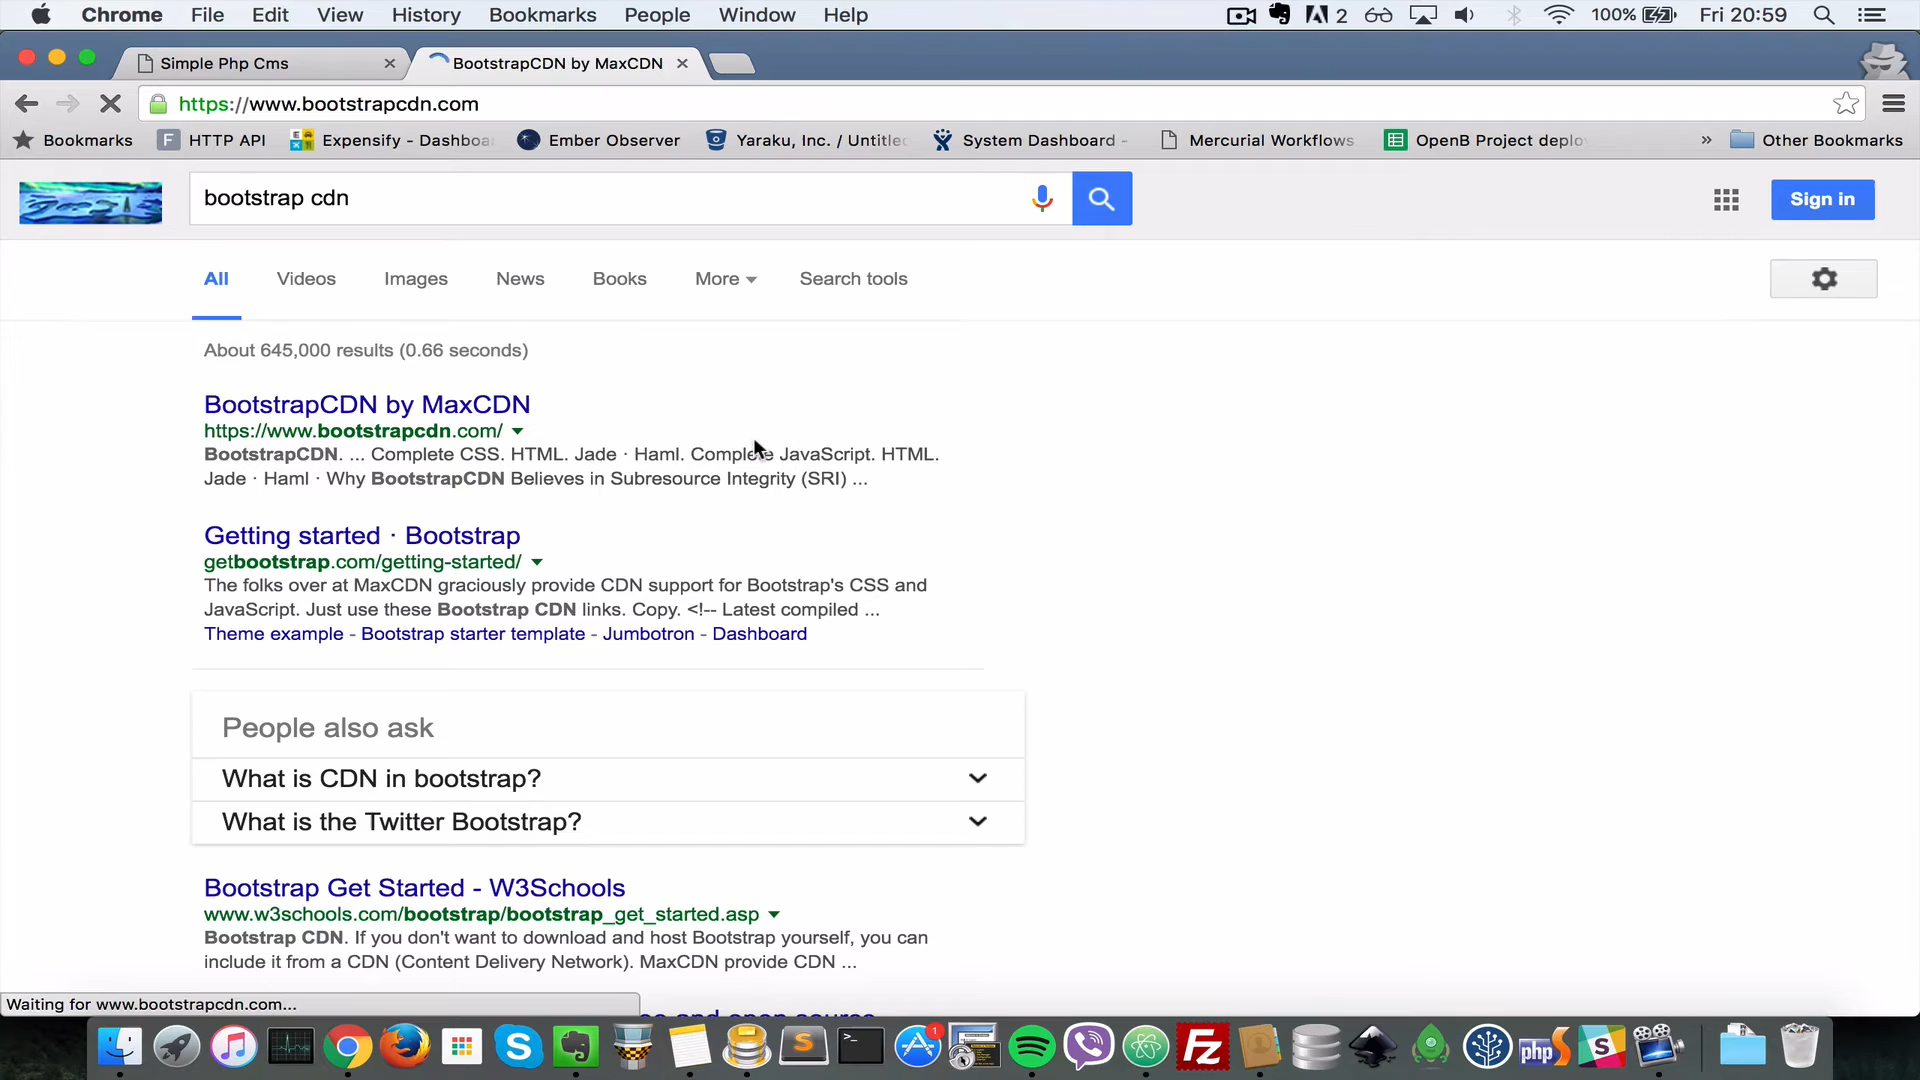 Chrome File Edit View History Bookmarks People Window Help 2 100% Fri 20:59
Simple Php Cms BootstrapCDN by MaxCDN
https://www.bootstrapcdn.com
Bookmarks HTTP API Expensify - Dashboa Ember Observer Yaraku, Inc. / Untitle System Dashboard - Mercurial Workflows OpenB Project deplo » Other Bookmarks
bootstrap cdn Sign in
All Videos Images News Books More Search tools
About 645,000 results (0.66 seconds)
BootstrapCDN by MaxCDN
https://www.bootstrapcdn.com/
BootstrapCDN. ... Complete CSS. HTML. Jade · Haml. Complete JavaScript. HTML.
Jade · Haml · Why BootstrapCDN Believes in Subresource Integrity (SRI) ...
Getting started · Bootstrap
getbootstrap.com/getting-started/
The folks over at MaxCDN graciously provide CDN support for Bootstrap's CSS and
JavaScript. Just use these Bootstrap CDN links. Copy. <!-- Latest compiled ...
Theme example - Bootstrap starter template - Jumbotron - Dashboard
People also ask
What is CDN in bootstrap?
What is the Twitter Bootstrap?
Bootstrap Get Started - W3Schools
www.w3schools.com/bootstrap/bootstrap_get_started.asp
Bootstrap CDN. If you don't want to download and host Bootstrap yourself, you can
include it from a CDN (Content Delivery Network). MaxCDN provide CDN ...
Waiting for www.bootstrapcdn.com...
and open source
S S >_ 1 Fz php S